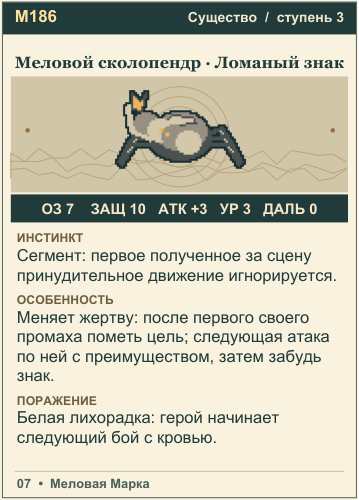 М186
Существо / ступень 3
Меловой сколопендр · Ломаный знак
ОЗ 7 ЗАЩ 10 АТК +3 УР 3 ДАЛЬ 0
ИНСТИНКТ
Сегмент: первое полученное за сцену
принудительное движение игнорируется.
ОСОБЕННОСТЬ
Меняет жертву: после первого своего
промаха пометь цель; следующая атака
по ней с преимуществом, затем забудь
знак.
ПОРАЖЕНИЕ
Белая лихорадка: герой начинает
следующий бой с кровью.
07 • Меловая Марка